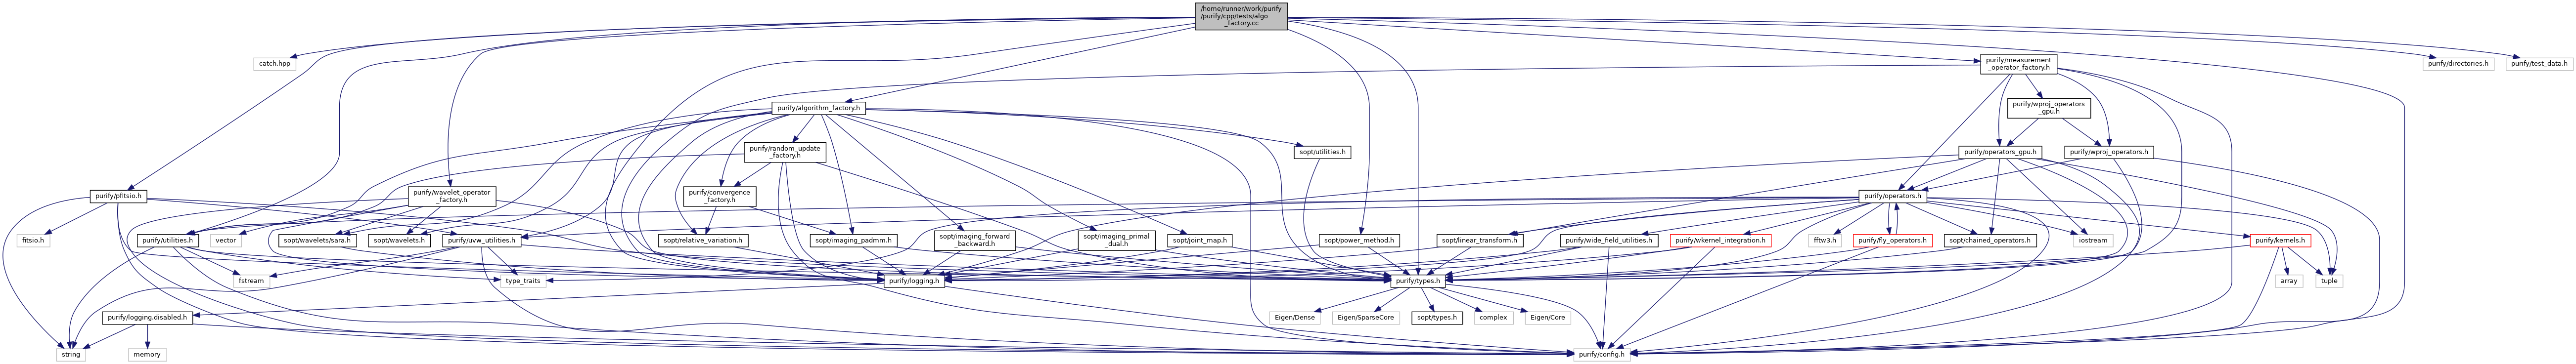 /home/runner/work/purify
/purify/cpp/tests/algo
_factory.cc
catch.hpp
purify/measurement
_operator_factory.h
purify/directories.h
purify/test_data.h
purify/algorithm_factory.h
purify/wproj_operators
_gpu.h
purify/random_update
_factory.h
sopt/utilities.h
purify/operators_gpu.h
purify/wproj_operators.h
purify/pfitsio.h
purify/wavelet_operator
_factory.h
purify/convergence
_factory.h
purify/operators.h
fitsio.h
purify/utilities.h
vector
sopt/wavelets/sara.h
sopt/wavelets.h
purify/uvw_utilities.h
sopt/relative_variation.h
sopt/imaging_padmm.h
sopt/imaging_forward
_backward.h
sopt/imaging_primal
_dual.h
sopt/joint_map.h
sopt/power_method.h
sopt/linear_transform.h
purify/wide_field_utilities.h
purify/wkernel_integration.h
fftw3.h
purify/fly_operators.h
sopt/chained_operators.h
iostream
purify/kernels.h
fstream
type_traits
purify/logging.h
purify/types.h
array
tuple
purify/logging.disabled.h
Eigen/Dense
Eigen/SparseCore
sopt/types.h
complex
Eigen/Core
string
memory
purify/config.h